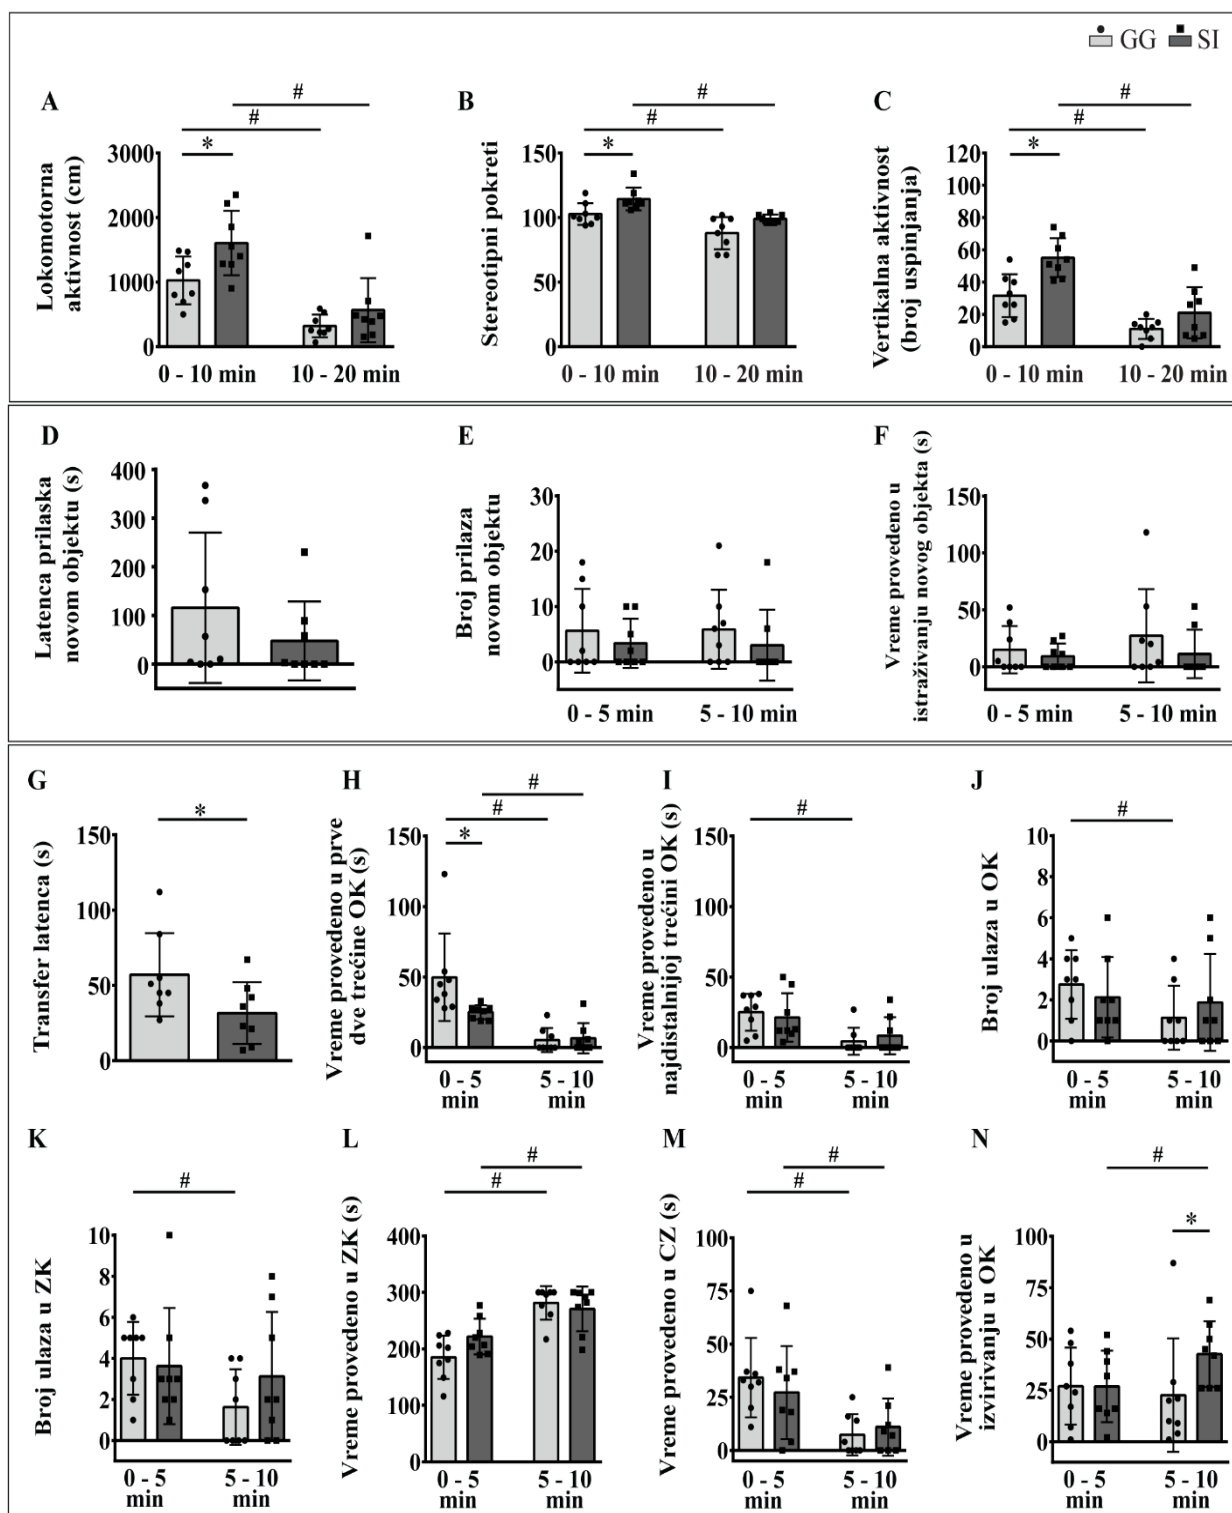 GG SI
A
Lokomotorna
aktivnost (cm)
3000
2000
1000
0
#
#
*
0 - 10 min 10 - 20 min
B
Stereotipni pokreti
150
100
50
0
#
#
*
0 - 10 min 10 - 20 min
C
Vertikalna aktivnost
(broj uspinjanja)
120
100
80
60
40
20
0
#
#
*
0 - 10 min 10 - 20 min
D
Latenca prilaska
novom objektu (s)
400
300
200
100
0
E
Broj prilaza
novom objektu
30
20
10
0
0 - 5 min 5 - 10 min
F
Vreme provedeno u
istraživanju novog objekta (s)
150
100
50
0
0 - 5 min 5 - 10 min
G
Transfer latenca (s)
150
100
50
0
*
H
Vreme provedeno u prve
dve trećine OK (s)
150
100
50
0
#
#
*
0 - 5 5 - 10
min min
I
Vreme provedeno u
najdistalnijoj trećini OK (s)
150
100
50
0
#
0 - 5 5 - 10
min min
J
Broj ulaza u OK
10
8
6
4
2
0
#
0 - 5 5 - 10
min min
K
Broj ulaza u ZK
10
8
6
4
2
0
#
0 - 5 5 - 10
min min
L
Vreme provedeno u ZK (s)
400
300
200
100
0
#
#
0 - 5 5 - 10
min min
M
Vreme provedeno u CZ (s)
100
75
50
25
0
#
#
0 - 5 5 - 10
min min
N
Vreme provedeno u
izvirivanju u OK
100
75
50
25
0
#
*
0 - 5 5 - 10
min min